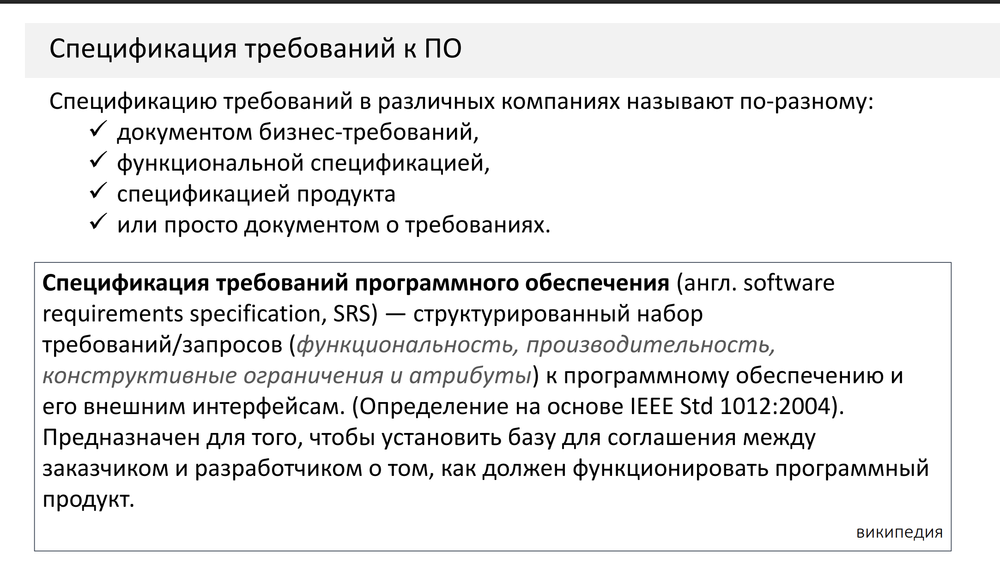 Спецификация требований к ПО
Спецификацию требований в различных компаниях называют по-разному:
✓ документом бизнес-требований,
✓ функциональной спецификацией,
✓ спецификацией продукта
✓ или просто документом о требованиях.
Спецификация требований программного обеспечения (англ. software
requirements specification, SRS) — структурированный набор
требований/запросов (функциональность, производительность,
конструктивные ограничения и атрибуты) к программному обеспечению и
его внешним интерфейсам. (Определение на основе IEEE Std 1012:2004).
Предназначен для того, чтобы установить базу для соглашения между
заказчиком и разработчиком о том, как должен функционировать программный
продукт.
википедия